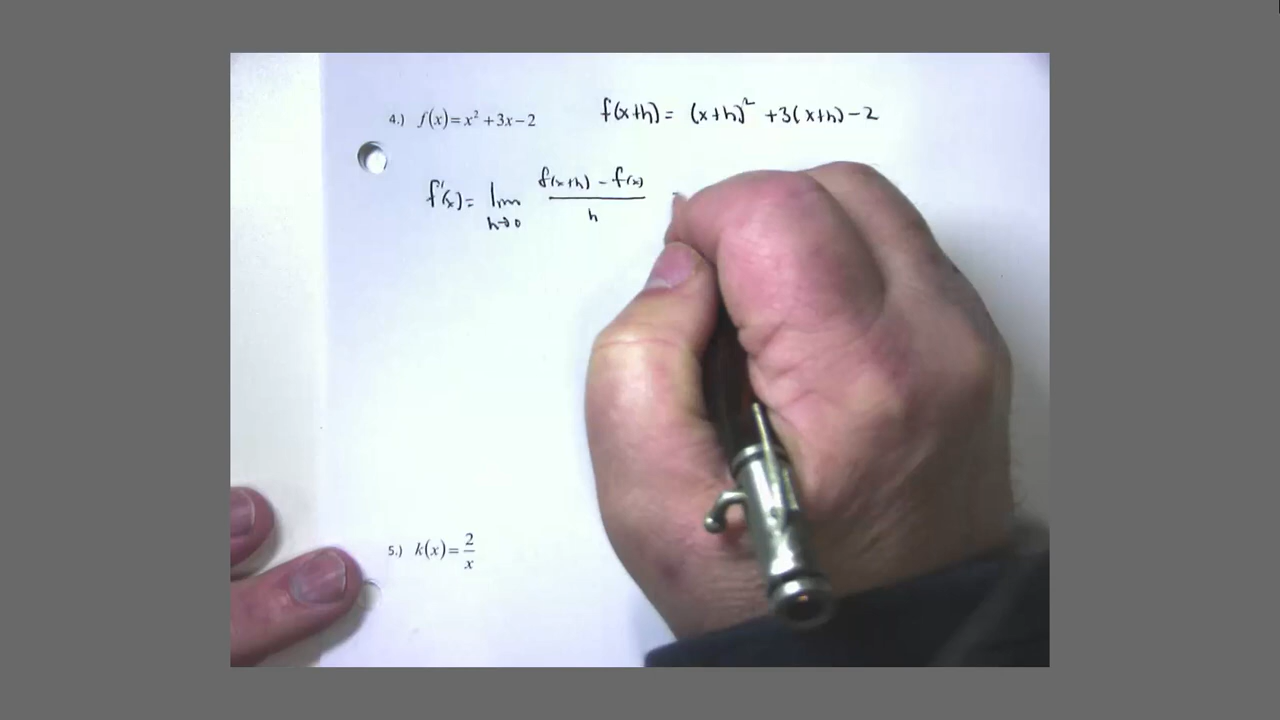 4.) f(x)=x²+3x−2 f(x+h)= (x+h)² +3(x+h)−2
f'(x)= lim h→0 f(x+h) − f(x) / h
5.) k(x)= 2/x